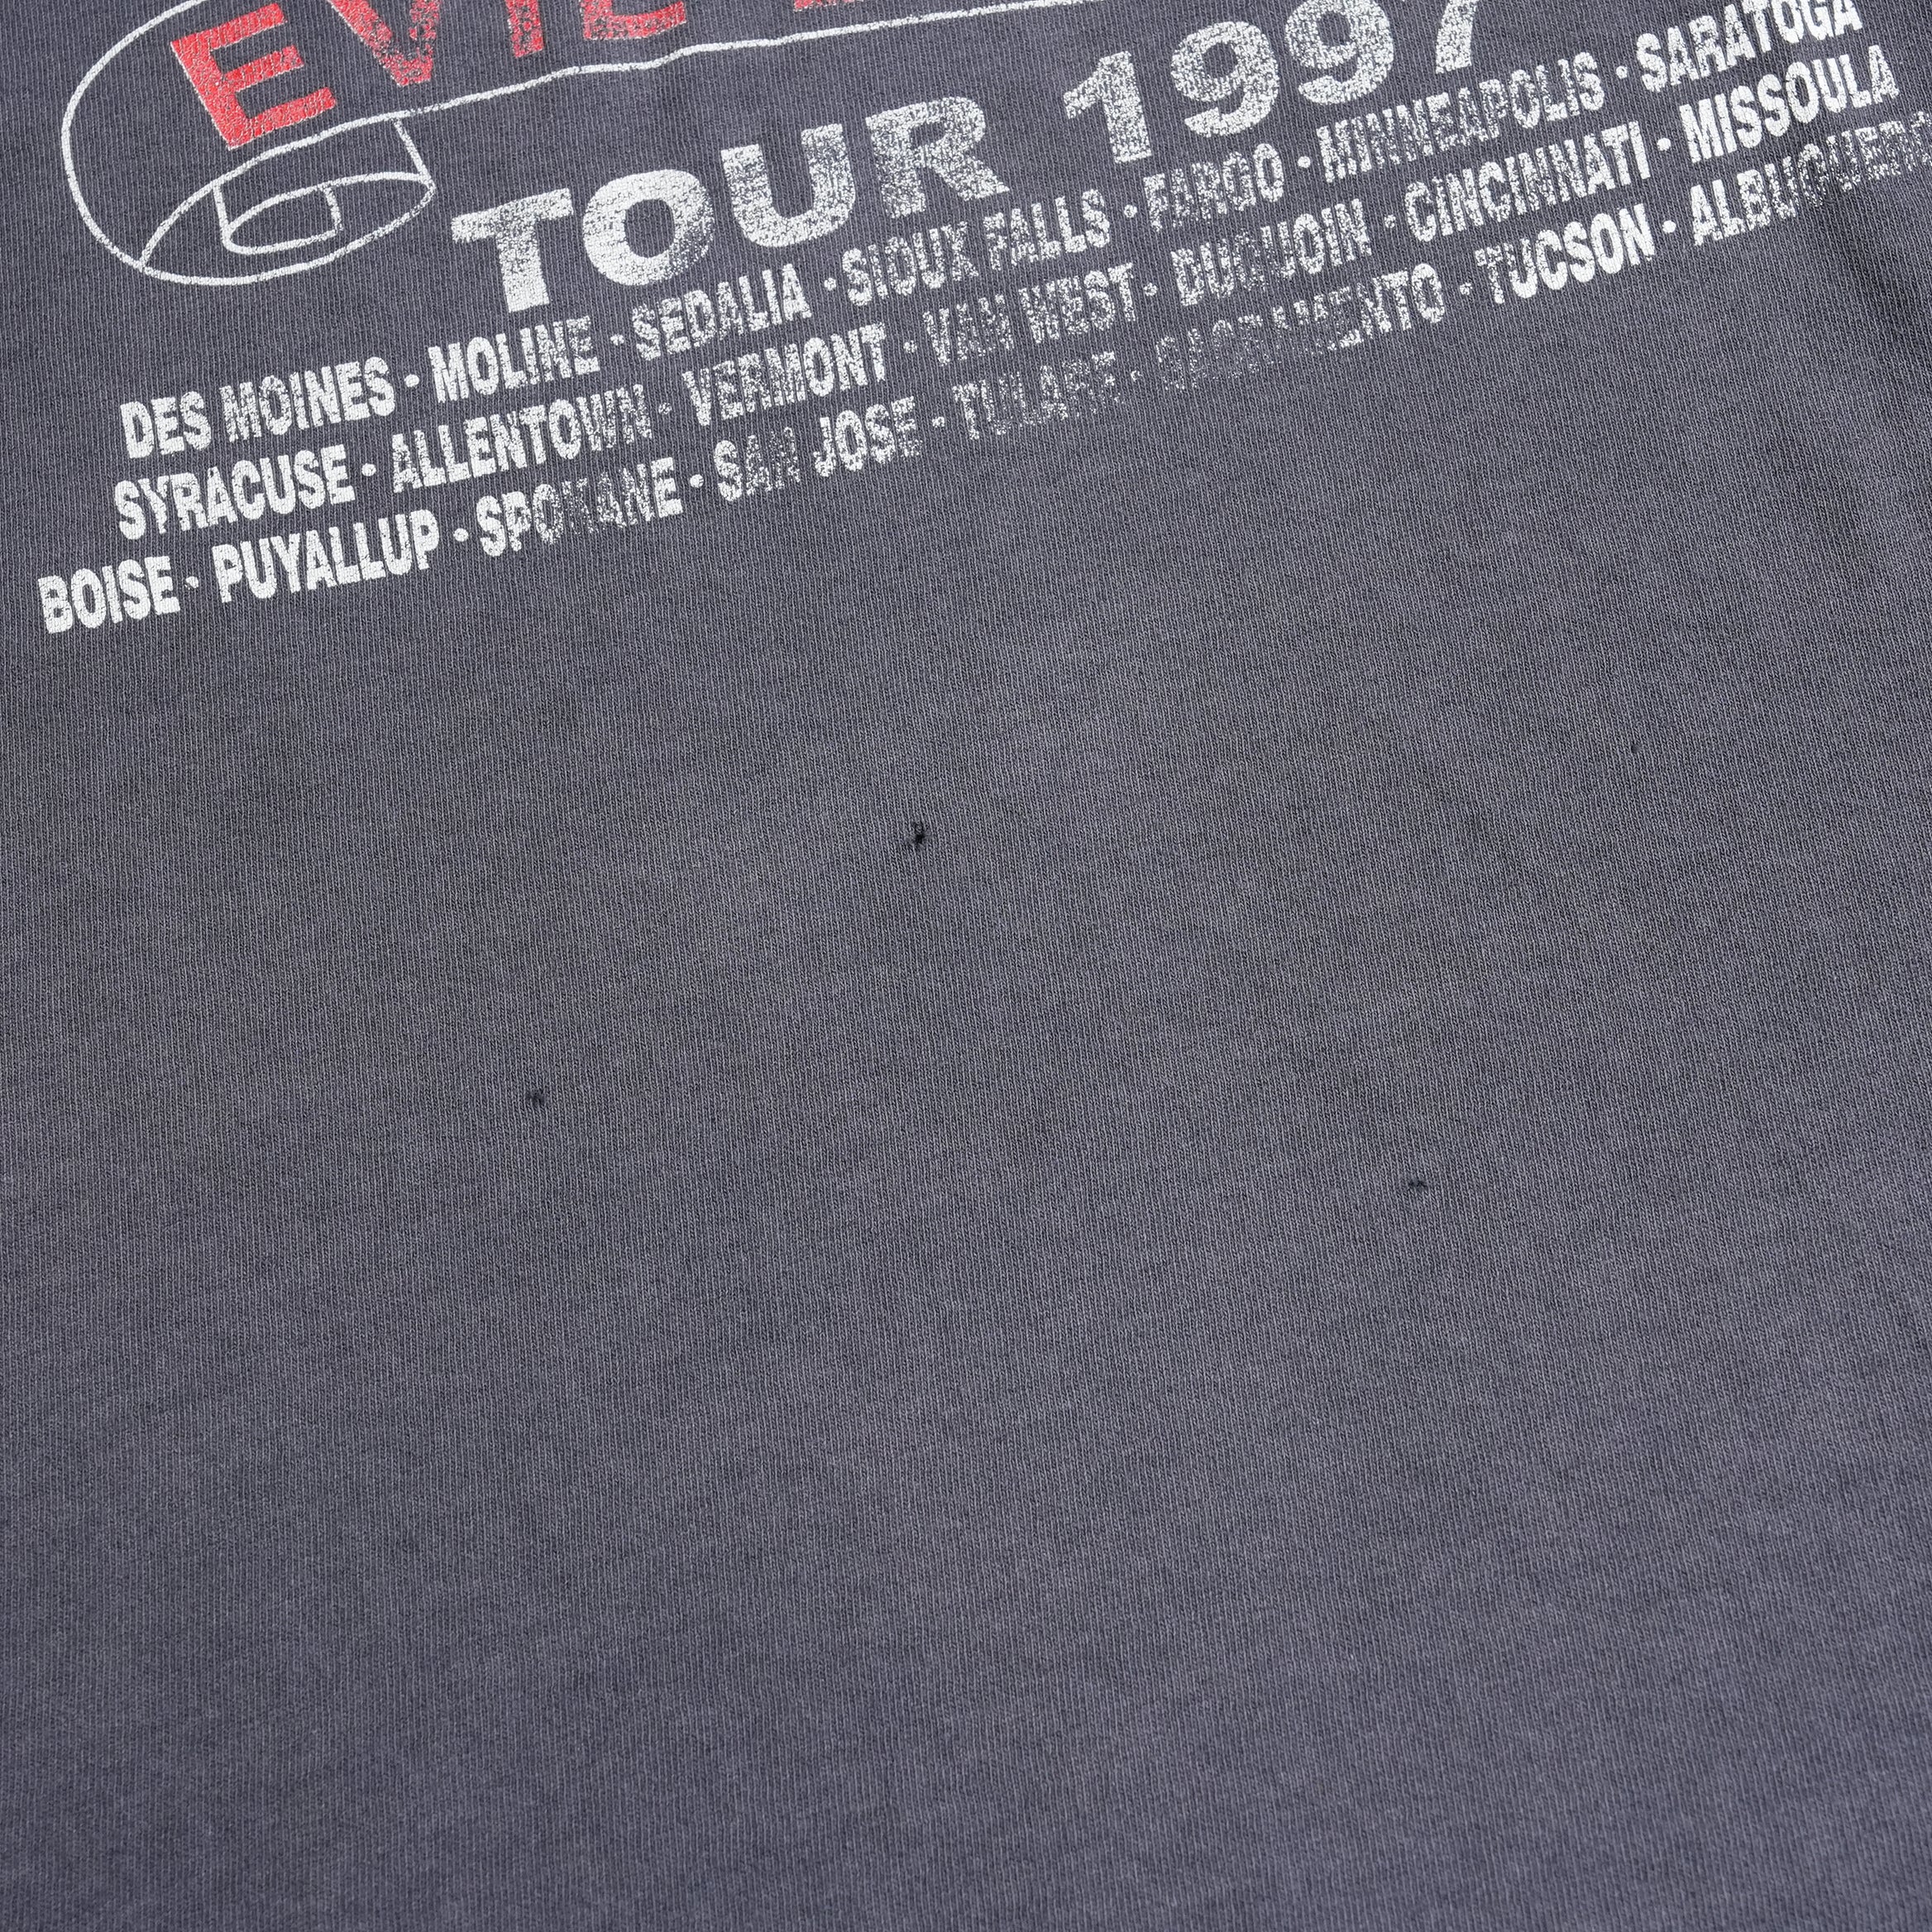 EVIL
TOUR 1997
DES MOINES • MOLINE • SEDALIA • SIOUX FALLS • FARGO • MINNEAPOLIS • SARATOGA
SYRACUSE • ALLENTOWN • VERMONT • VAN WEST • DUQUOIN • CINCINNATI • MISSOULA
BOISE • PUYALLUP • SPOKANE • SAN JOSE • TULARE • SACRAMENTO • TUCSON •